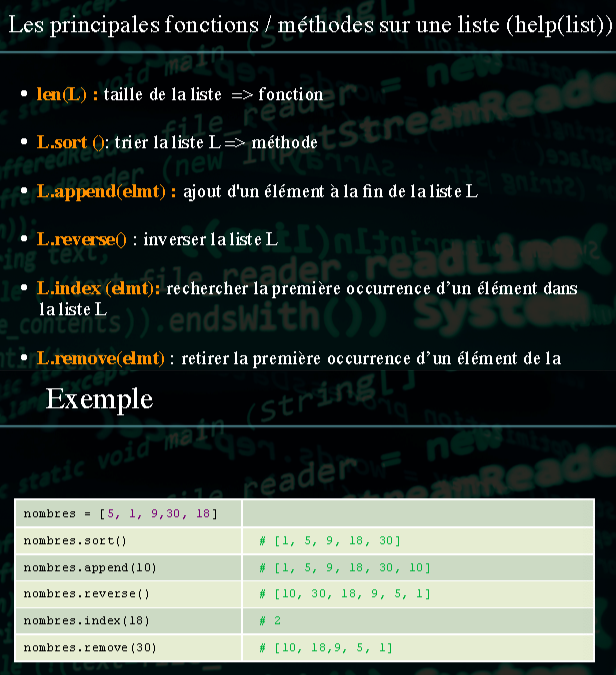 Les principales fonctions / méthodes sur une liste (help(list))
• len(L) : taille de la liste => fonction
• L.sort (): trier la liste L => méthode
• L.append(elmt) : ajout d'un élément à la fin de la liste L
• L.reverse() : inverser la liste L
• L.index (elmt): rechercher la première occurrence d’un élément dans
la liste L
• L.remove(elmt) : retirer la première occurrence d’un élément de la
Exemple
nombres = [5, 1, 9,30, 18]
nombres.sort() # [1, 5, 9, 18, 30]
nombres.append(10) # [1, 5, 9, 18, 30, 10]
nombres.reverse() # [10, 30, 18, 9, 5, 1]
nombres.index(18) # 2
nombres.remove(30) # [10, 18,9, 5, 1]